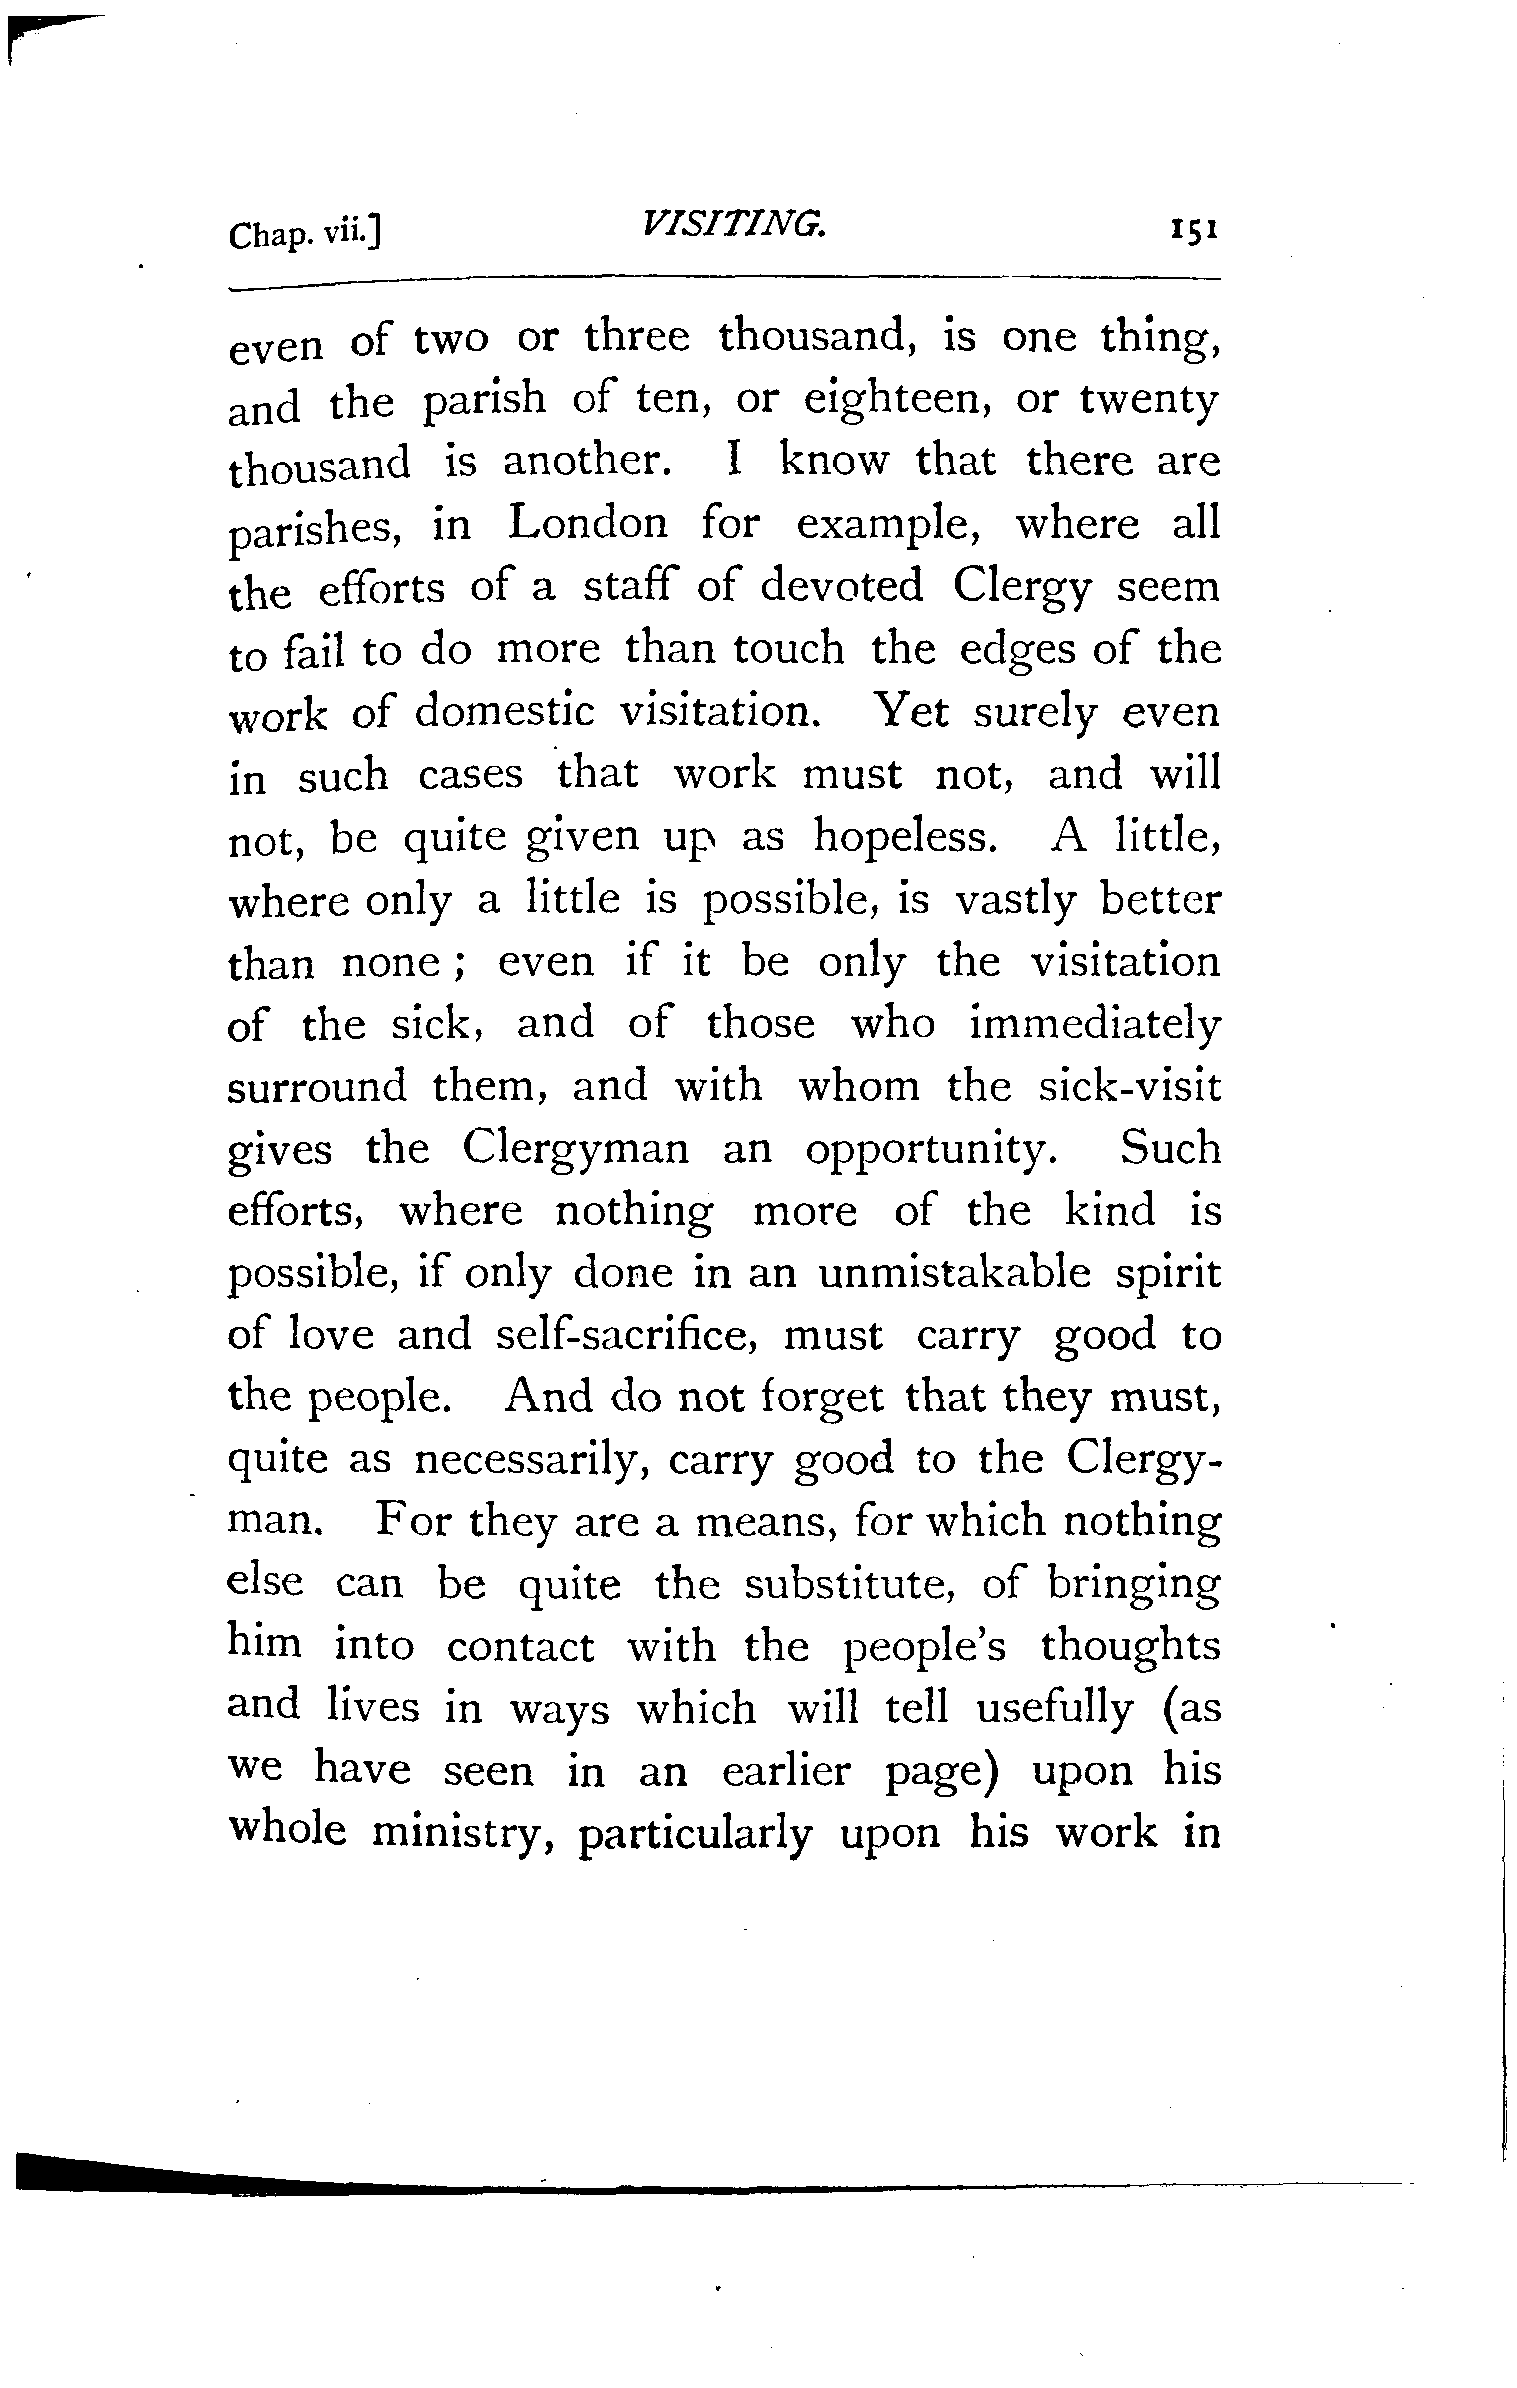 Chap. vii.] VISITING. 151
even of two or three thousand, is one thing,
and the parish of ten, or eighteen, or twenty
thousand is another. I know that there are
parishes, in London for example, where all
the efforts of a staff of devoted Clergy seem
to fail to do more than touch the edges of the
work of domestic visitation. Yet surely even
in such cases that work must not, and will
not, be quite given up as hopeless. A little,
where only a little is possible, is vastly better
than none ; even if it be only the visitation
of the sick, and of those who immediately
surround them, and with whom the sick-visit
gives the Clergyman an opportunity. Such
efforts, where nothing more of the kind is
possible, if only done in an unmistakable spirit
of love and self-sacrifice, must carry good to
the people. And do not forget that they must,
quite as necessarily, carry good to the Clergy-
man. For they are a means, for which nothing
else can be quite the substitute, of bringing
him into contact with the people's thoughts
and lives in ways which will tell usefully (as
we have seen in an earlier page) upon his
whole ministry, particularly upon his work in